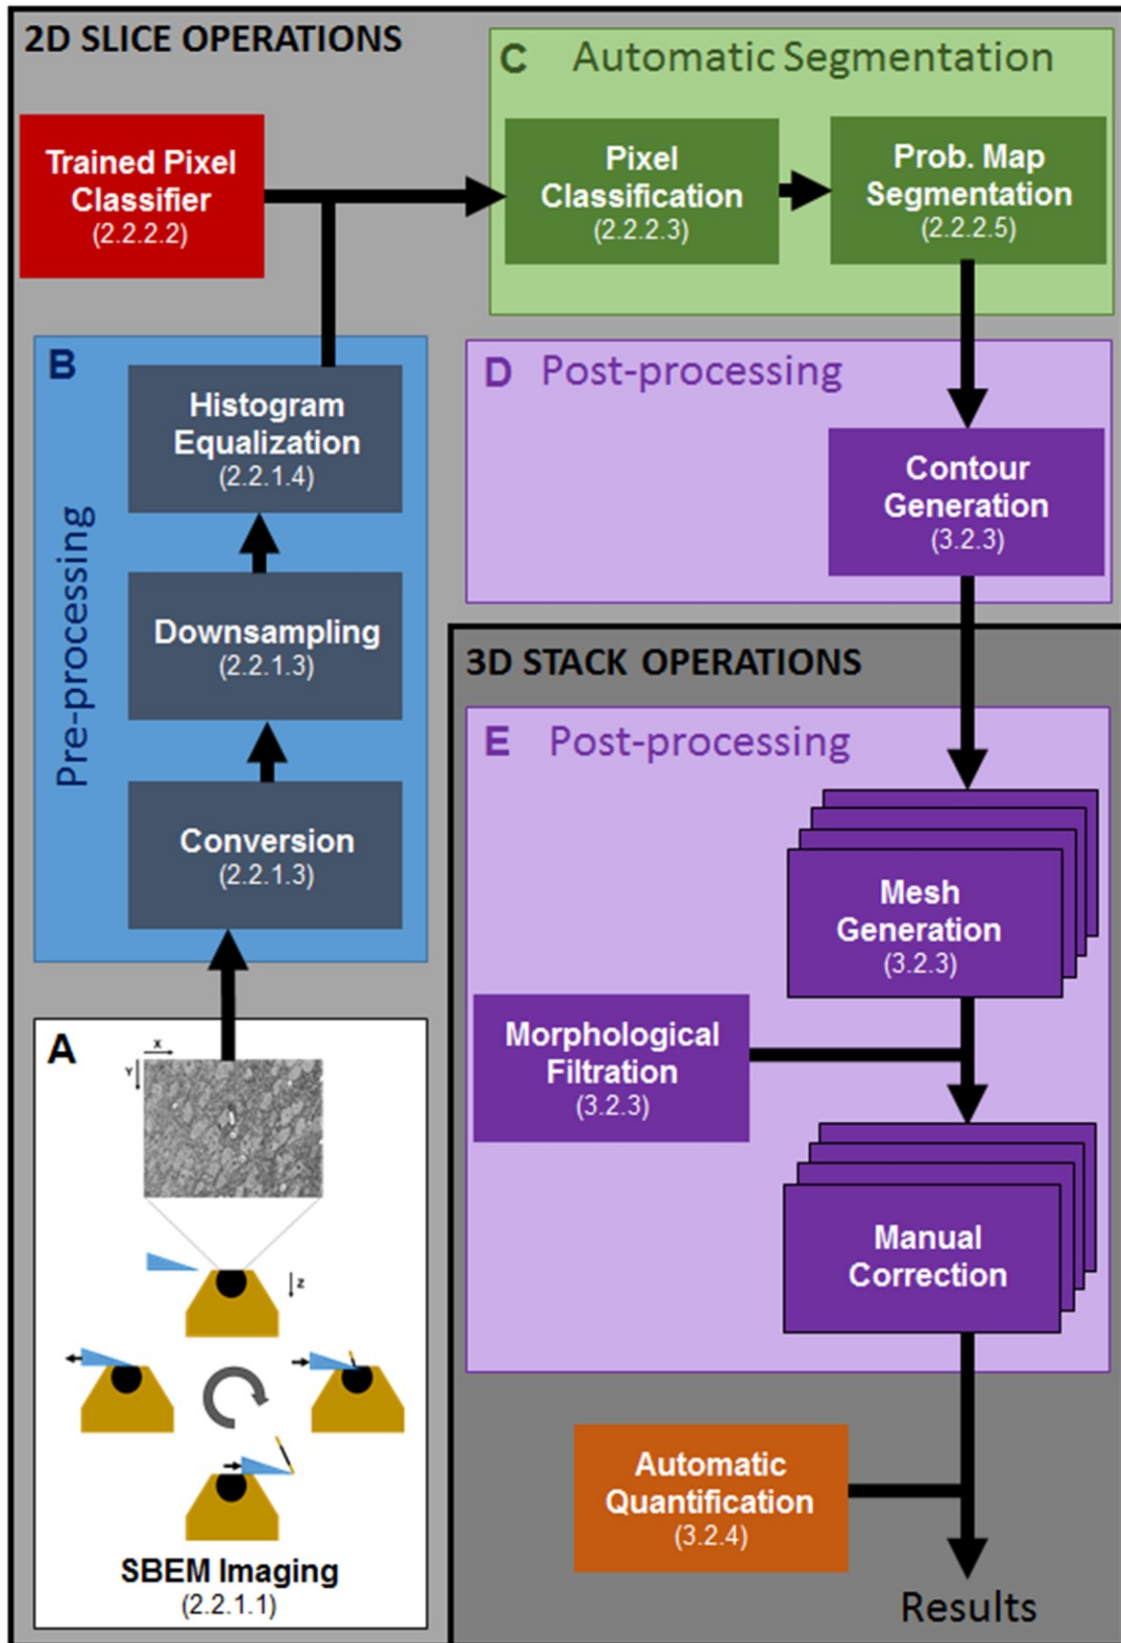 2D SLICE OPERATIONS
C Automatic Segmentation
Trained Pixel
Classifier
(2.2.2.2)
Pixel
Classification
(2.2.2.3)
Prob. Map
Segmentation
(2.2.2.5)
B
Pre-processing
Histogram
Equalization
(2.2.1.4)
Downsampling
(2.2.1.3)
Conversion
(2.2.1.3)
D Post-processing
Contour
Generation
(3.2.3)
3D STACK OPERATIONS
E Post-processing
Mesh
Generation
(3.2.3)
Morphological
Filtration
(3.2.3)
Manual
Correction
A
X
Y
Z
SBEM Imaging
(2.2.1.1)
Automatic
Quantification
(3.2.4)
Results